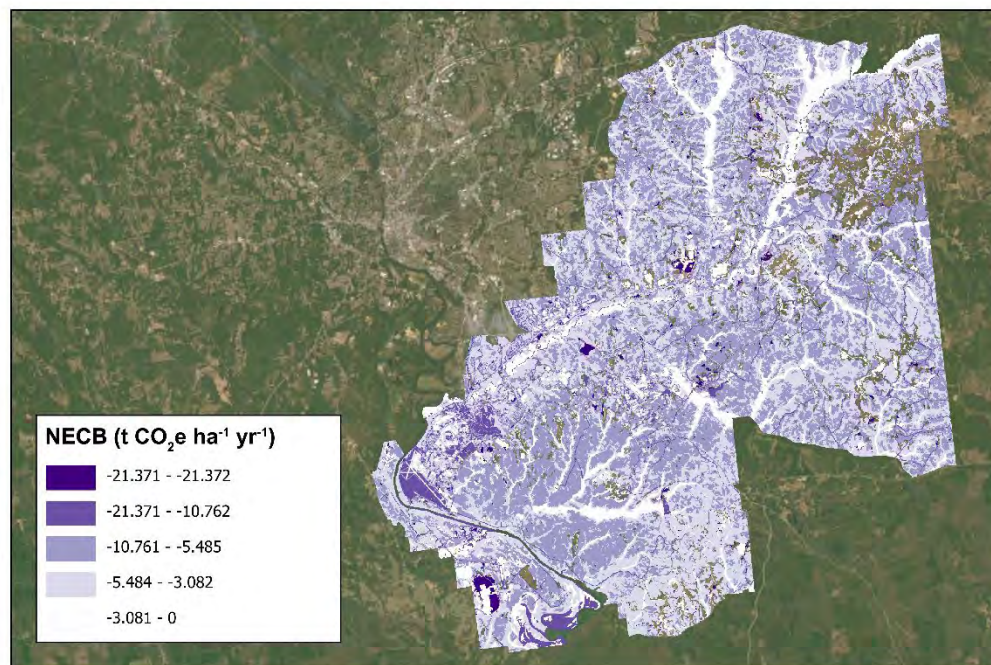 NECB (t CO₂e ha⁻¹ yr⁻¹)
-21.371 - -21.372
-21.371 - -10.762
-10.761 - -5.485
-5.484 - -3.082
-3.081 - 0